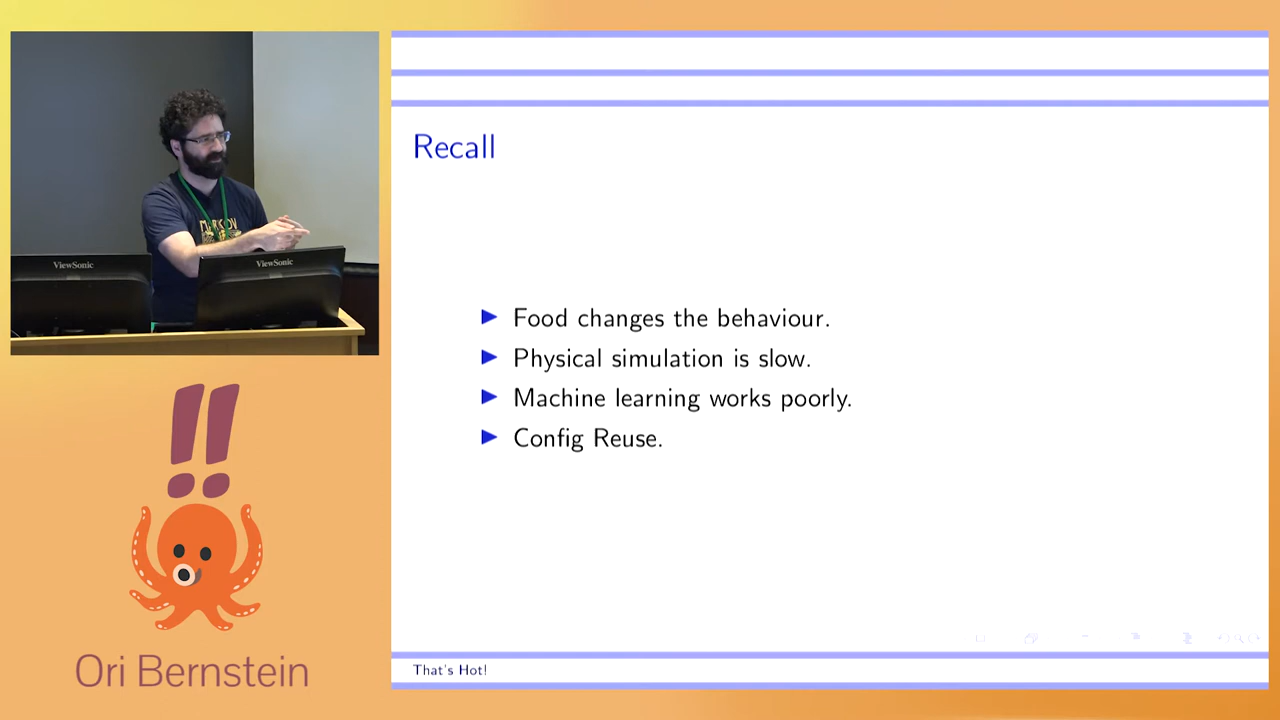 ViewSonic
ViewSonic
!!
Ori Bernstein
Recall
Food changes the behaviour.
Physical simulation is slow.
Machine learning works poorly.
Config Reuse.
That's Hot!